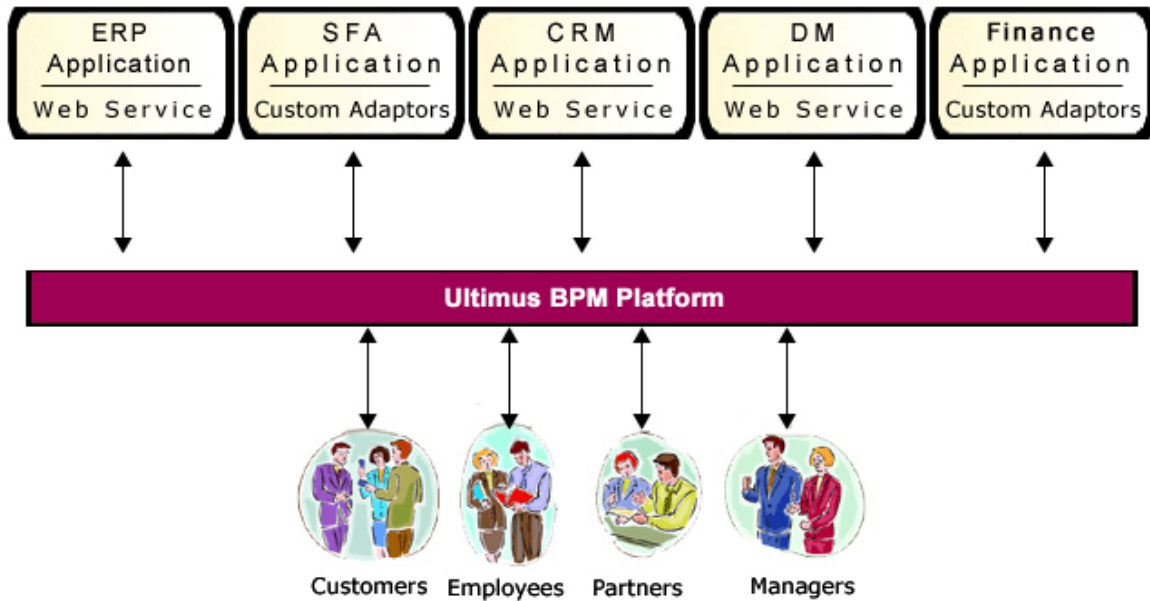 ERP
Application
Web Service
SFA
Application
Custom Adaptors
CRM
Application
Web Service
DM
Application
Web Service
Finance
Application
Custom Adaptors
Ultimus BPM Platform
Customers
Employees
Partners
Managers